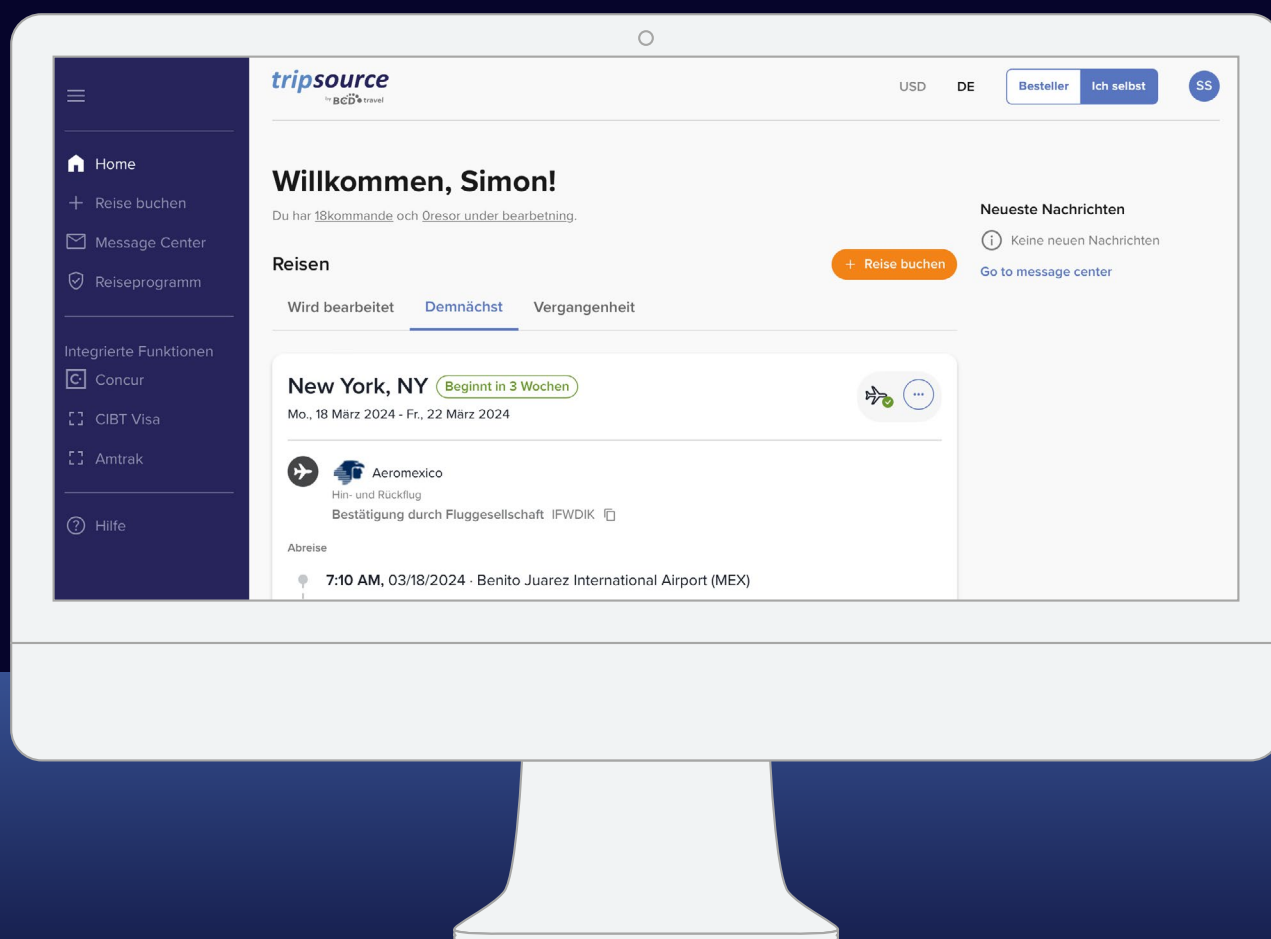 tripsource
by BCD travel
USD DE Besteller Ich selbst SS
Home
Reise buchen
Message Center
Reiseprogramm
Integrierte Funktionen
Concur
CIBT Visa
Amtrak
Hilfe
Willkommen, Simon!
Du har 18kommande och 0resor under bearbetning.
Reisen
+ Reise buchen
Wird bearbeitet Demnächst Vergangenheit
New York, NY Beginnt in 3 Wochen
Mo., 18 März 2024 - Fr., 22 März 2024
Aeromexico
Hin- und Rückflug
Bestätigung durch Fluggesellschaft IFWDIK
Abreise
7:10 AM, 03/18/2024 · Benito Juarez International Airport (MEX)
Neueste Nachrichten
Keine neuen Nachrichten
Go to message center